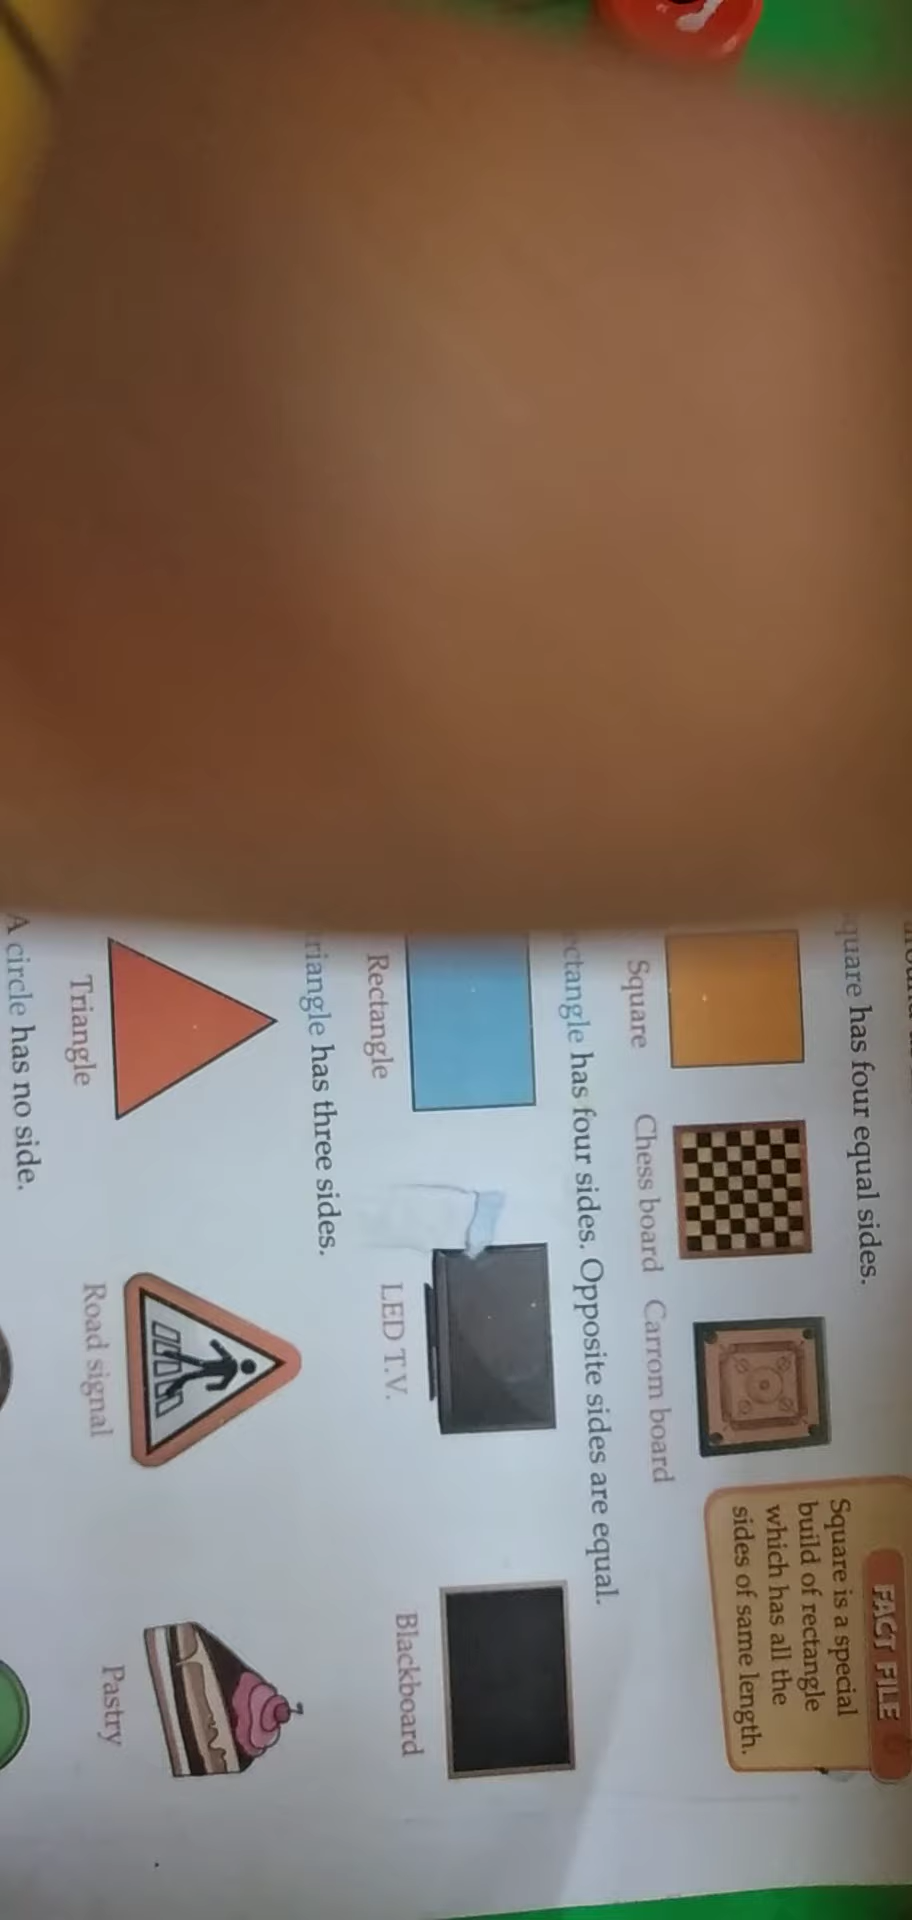 quare has four equal sides.
FACT FILE
Square is a special
build of rectangle
which has all the
sides of same length.
Square Chess board Carrom board
ctangle has four sides. Opposite sides are equal.
Rectangle LED T.V. Blackboard
riangle has three sides.
Triangle Road signal Pastry
A circle has no side.